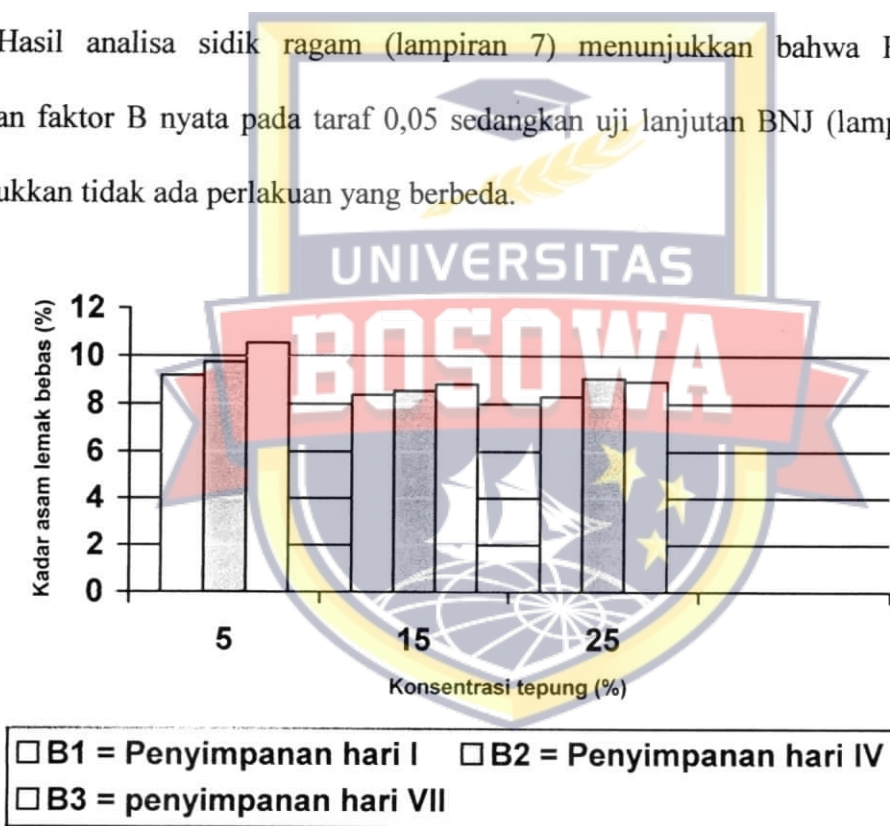 Hasil analisa sidik ragam (lampiran 7) menunjukkan bahwa
an faktor B nyata pada taraf 0,05 sedangkan uji lanjutan BNJ (lamp
ukkan tidak ada perlakuan yang berbeda.
UNIVERSITAS
BOSOWA
Kadar asam lemak bebas (%)
12
10
8
6
4
2
0
5 15 25
Konsentrasi tepung (%)
B1 = Penyimpanan hari I B2 = Penyimpanan hari IV
B3 = penyimpanan hari VII